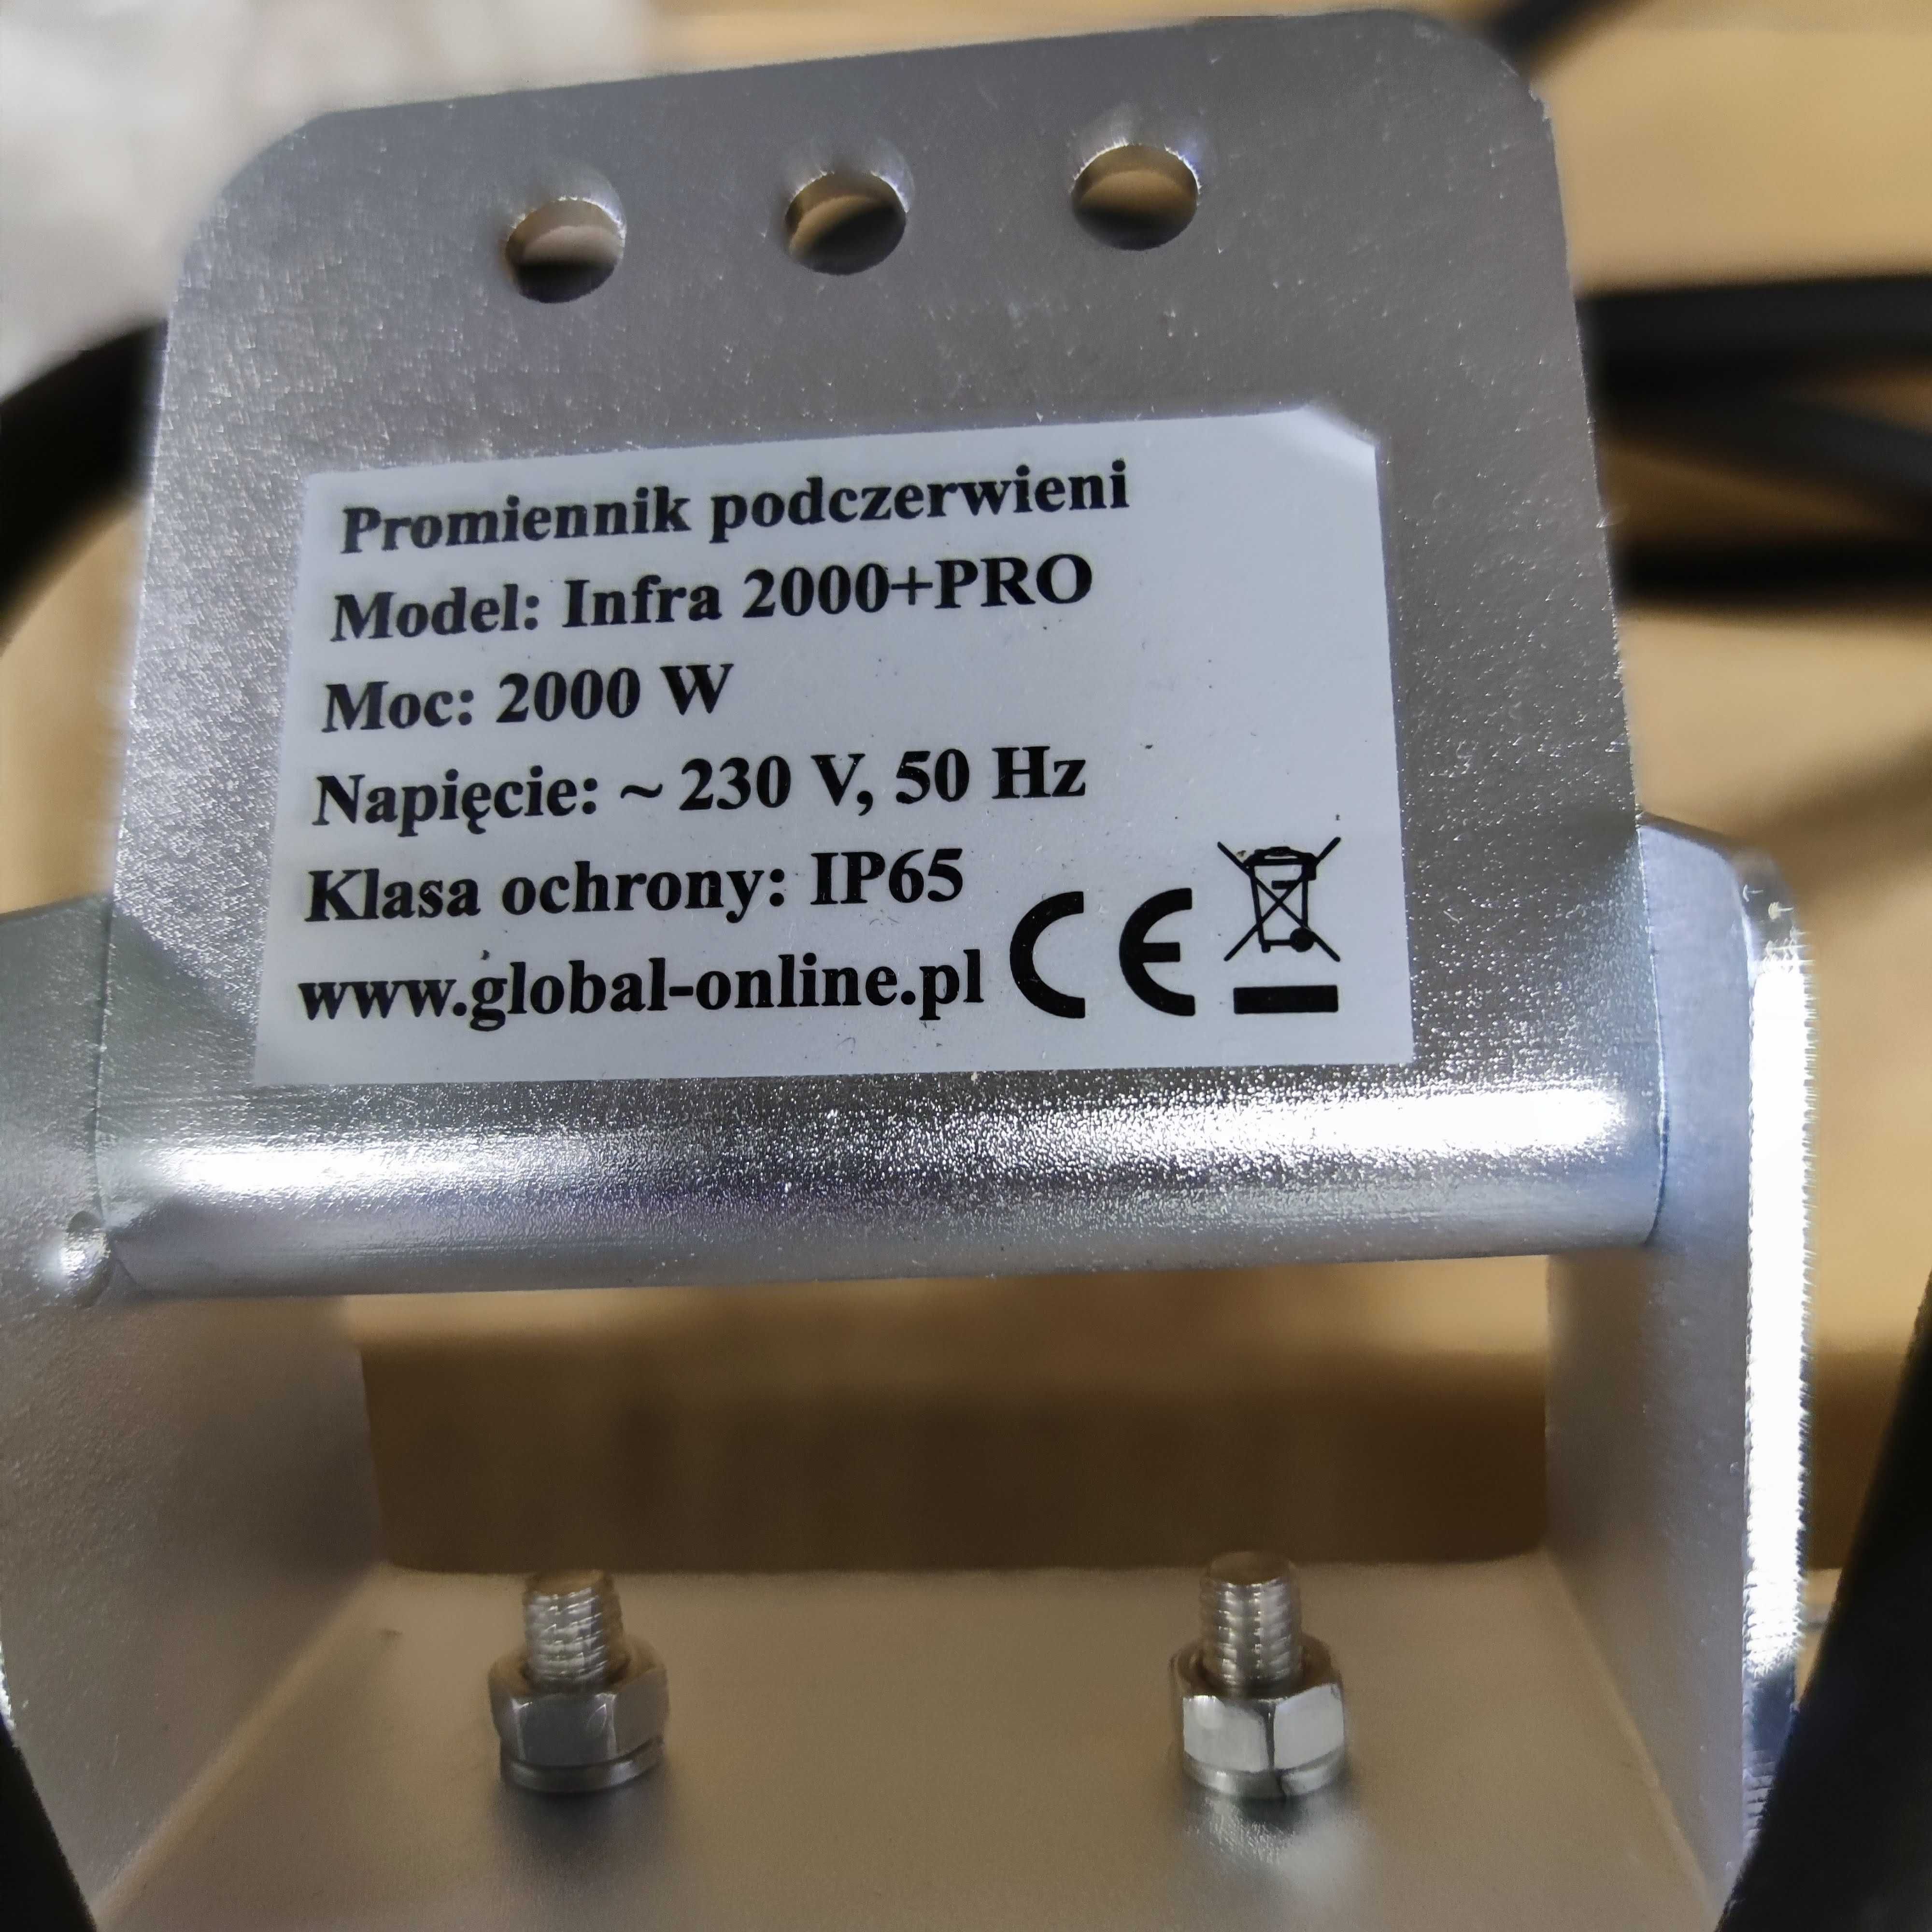 Promiennik podczerwieni
Model: Infra 2000+PRO
Moc: 2000 W
Napięcie: ~ 230 V, 50 Hz
Klasa ochrony: IP65
www.global-online.pl CE